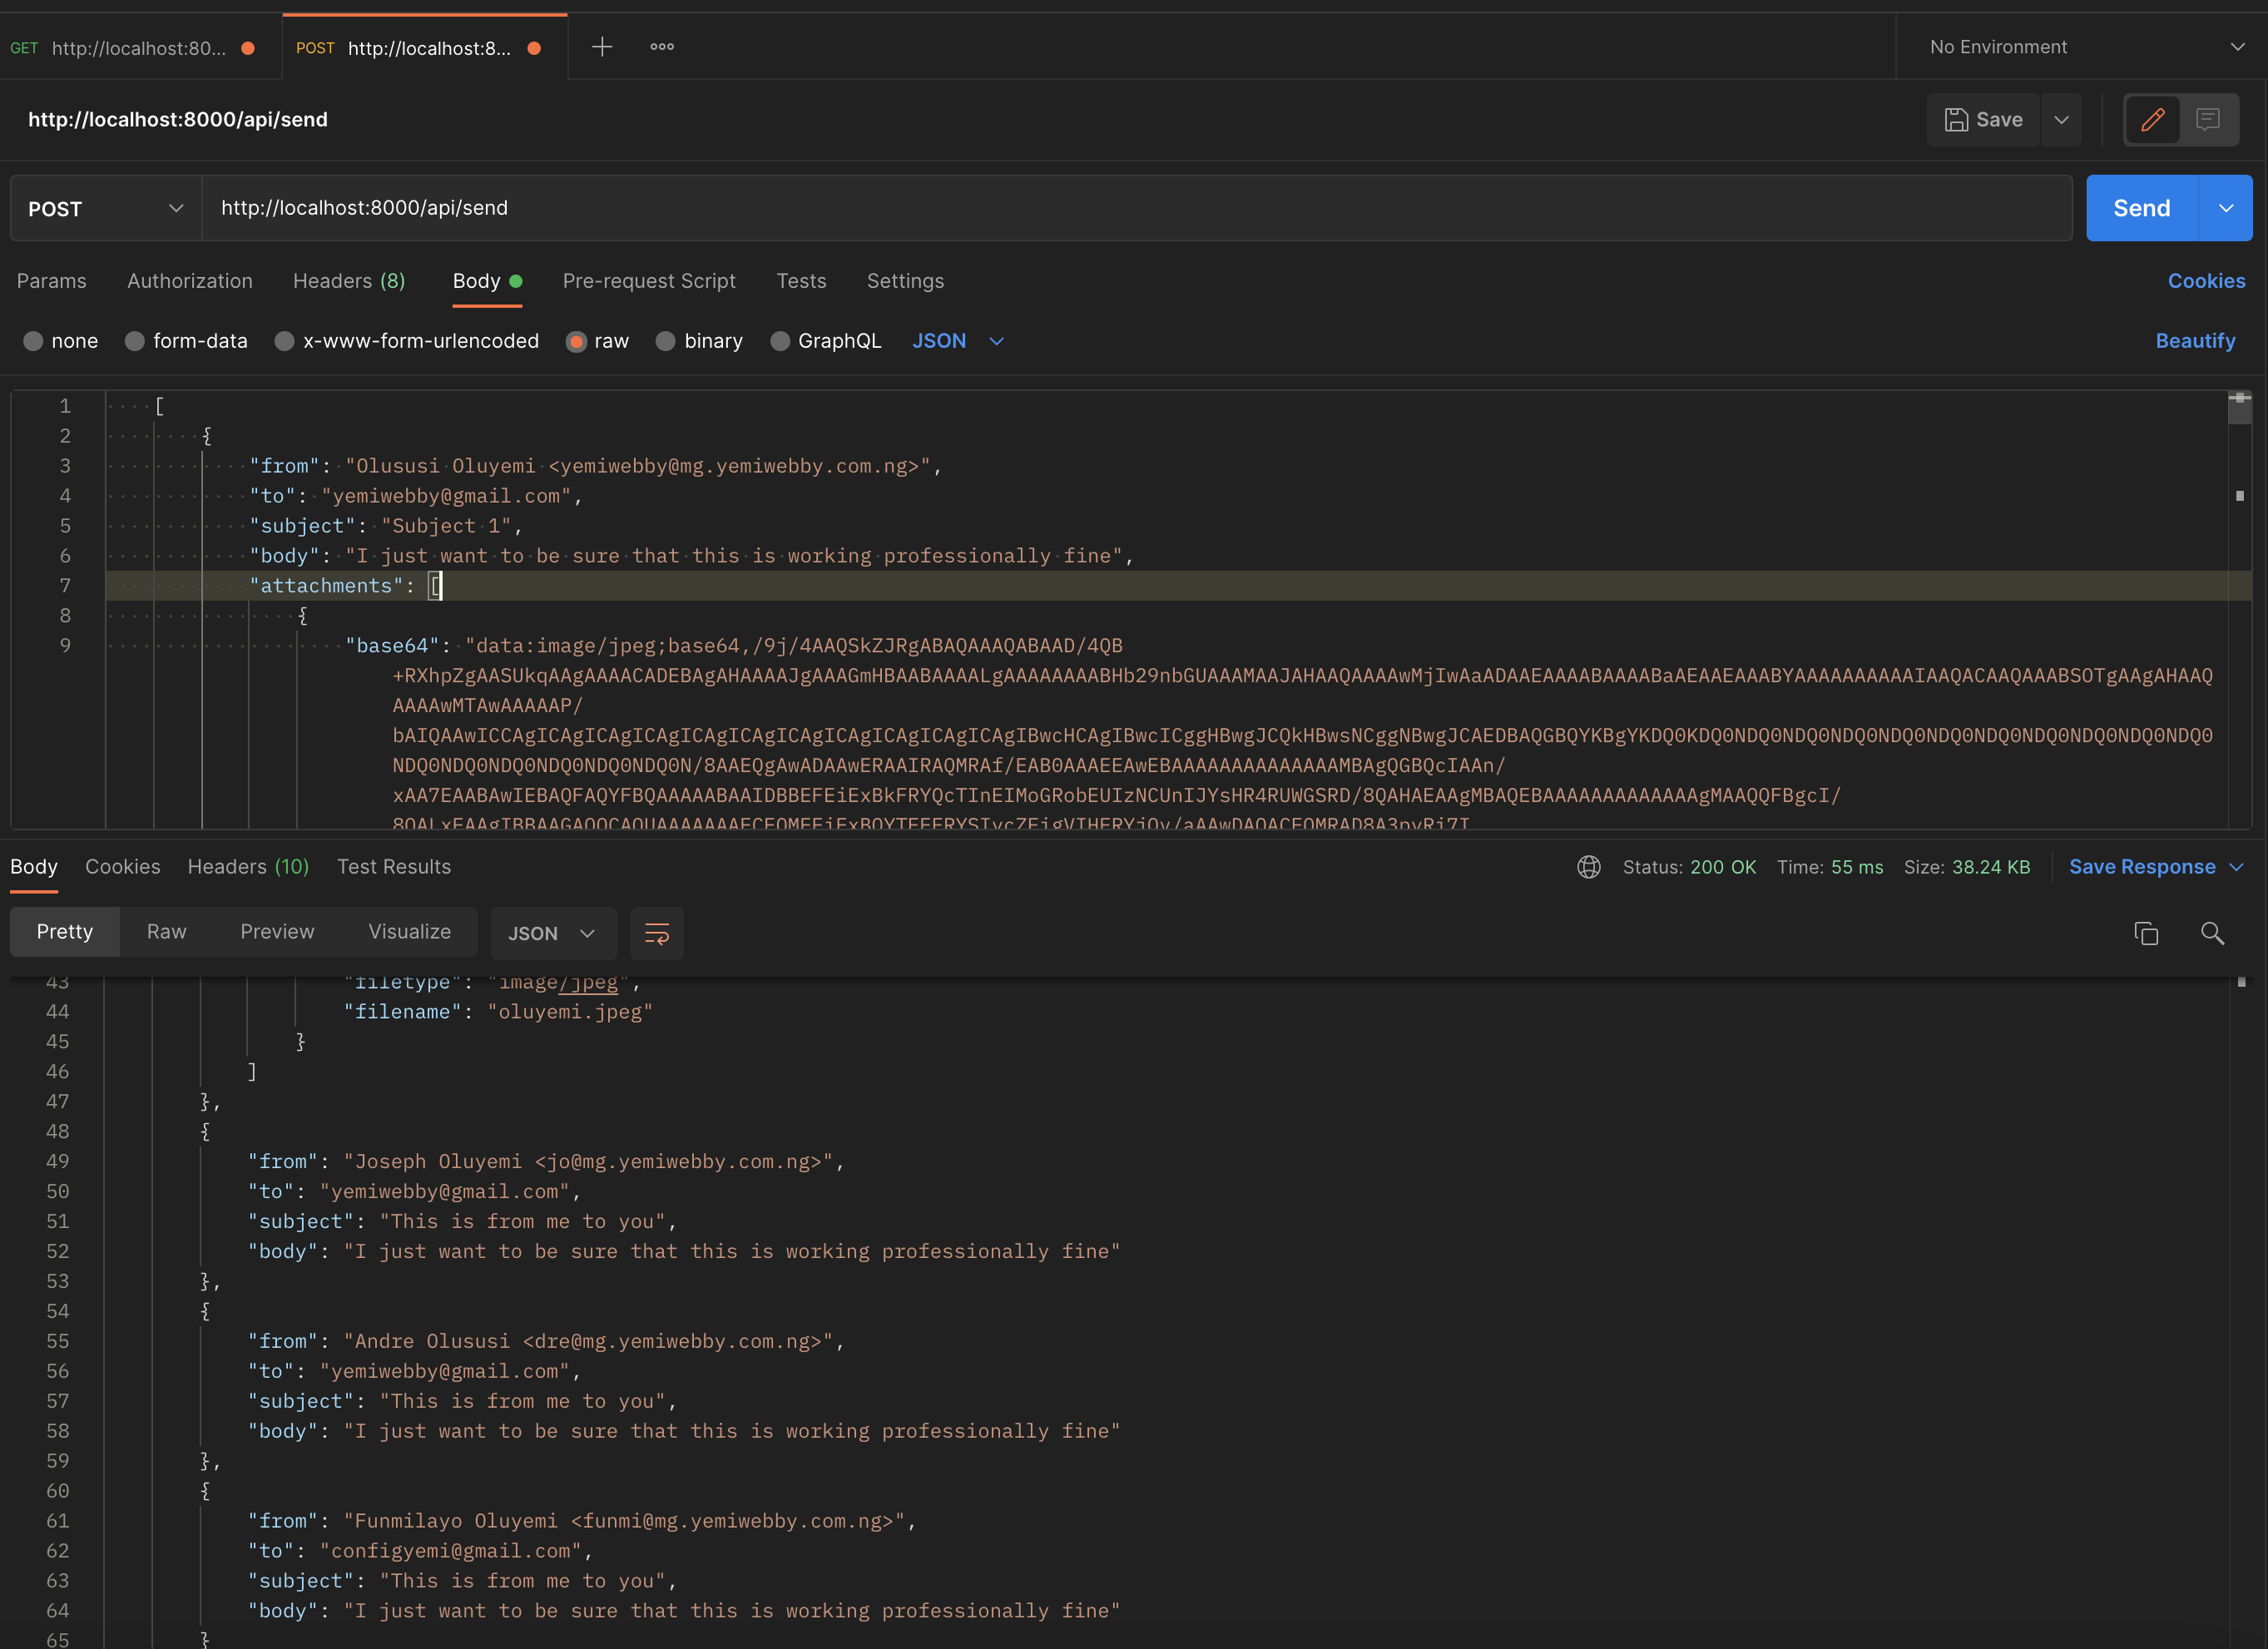 GET http://localhost:80...
POST http://localhost:8...
No Environment
http://localhost:8000/api/send
Save
POST
http://localhost:8000/api/send
Send
Params Authorization Headers (8) Body Pre-request Script Tests Settings Cookies
none form-data x-www-form-urlencoded raw binary GraphQL JSON Beautify
1 [
2 {
3 "from": "Olususi Oluyemi <yemiwebby@mg.yemiwebby.com.ng>",
4 "to": "yemiwebby@gmail.com",
5 "subject": "Subject 1",
6 "body": "I just want to be sure that this is working professionally fine",
7 "attachments": [
8 {
9 "base64": "data:image/jpeg;base64,/9j/4AAQSkZJRgABAQAAAQABAAD/4QB
+RXhpZgAASUkqAAgAAAACADEBAgAHAAAAJgAAAGmHBAABAAAALgAAAAAAAABHb29nbGUAAAMAAJAHAAQAAAAwMjIwAaADAAEAAAABAAAABaAEAAEAAABYAAAAAAAAAAIAAQACAAQAAABSOTgAAgAHAAQ
AAAAwMTAwAAAAAP/
bAIQAAwICCAgICAgICAgICAgICAgICAgICAgICAgICAgICAgICAgIBwcHCAgIBwcICggHBwgJCQkHBwsNCggNBwgJCAEDBAQGBQYKBgYKDQ0KDQ0NDQ0NDQ0NDQ0NDQ0NDQ0NDQ0NDQ0NDQ0NDQ0NDQ0
NDQ0NDQ0NDQ0NDQ0NDQ0NDQ0N/8AAEQgAwADAAwERAAIRAQMRAf/EAB0AAAEEAwEBAAAAAAAAAAAAAAMBAgQGBQcIAAn/
xAA7EAABAwIEBAQFAQYFBQAAAAABAAIDBBEFEiExBkFRYQcTInEIMoGRobEUIzNCUnIJYsHR4RUWGSRD/8QAHAEAAgMBAQEBAAAAAAAAAAAAAgMAAQQFBgcI/
Body Cookies Headers (10) Test Results Status: 200 OK Time: 55 ms Size: 38.24 KB Save Response
Pretty Raw Preview Visualize JSON
43 "filetype": "image/jpeg",
44 "filename": "oluyemi.jpeg"
45 }
46 ]
47 },
48 {
49 "from": "Joseph Oluyemi <jo@mg.yemiwebby.com.ng>",
50 "to": "yemiwebby@gmail.com",
51 "subject": "This is from me to you",
52 "body": "I just want to be sure that this is working professionally fine"
53 },
54 {
55 "from": "Andre Olususi <dre@mg.yemiwebby.com.ng>",
56 "to": "yemiwebby@gmail.com",
57 "subject": "This is from me to you",
58 "body": "I just want to be sure that this is working professionally fine"
59 },
60 {
61 "from": "Funmilayo Oluyemi <funmi@mg.yemiwebby.com.ng>",
62 "to": "configyemi@gmail.com",
63 "subject": "This is from me to you",
64 "body": "I just want to be sure that this is working professionally fine"
65 }